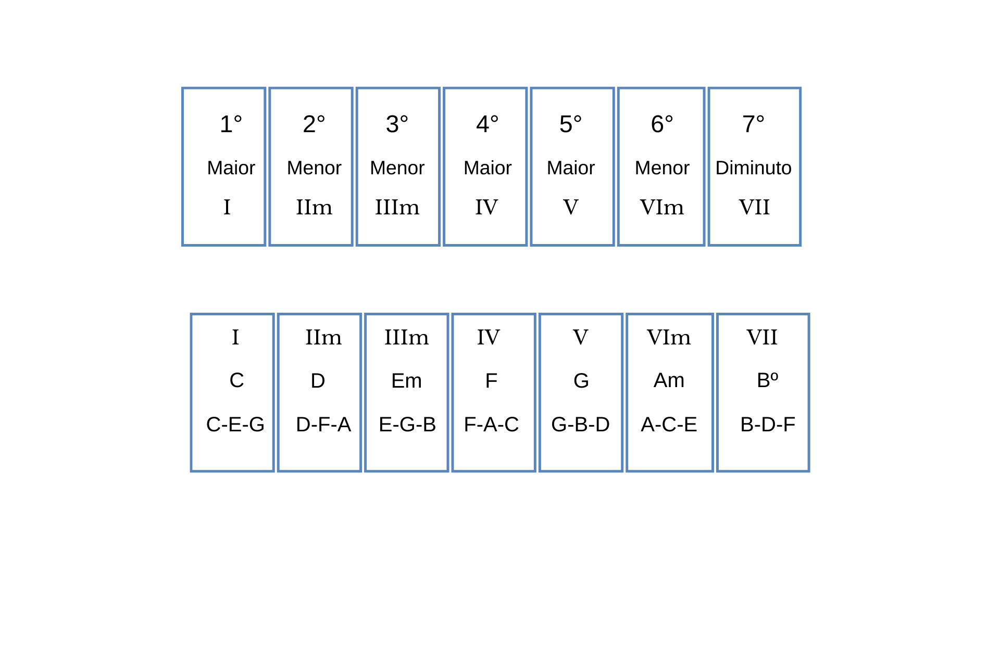 1° 2° 3° 4° 5° 6° 7°
Maior Menor Menor Maior Maior Menor Diminuto
I IIm IIIm IV V VIm VII
I IIm IIIm IV V VIm VII
C D Em F G Am Bº
C-E-G D-F-A E-G-B F-A-C G-B-D A-C-E B-D-F